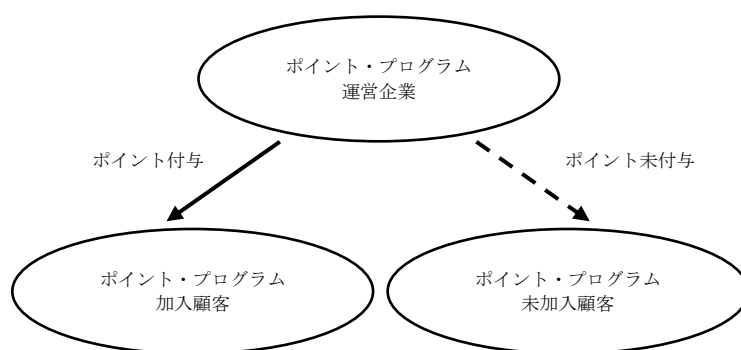 ポイント・プログラム
運営企業
ポイント付与
ポイント未付与
ポイント・プログラム
加入顧客
ポイント・プログラム
未加入顧客